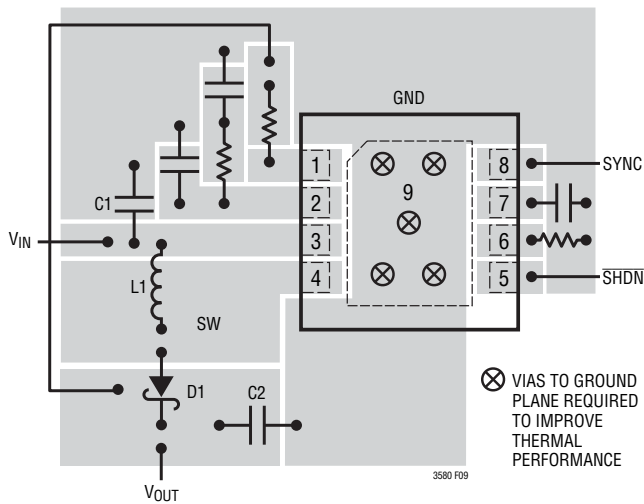 GND
1
2
3
4
9
8
7
6
5
SYNC
SHDN
C1
VIN
L1
SW
D1
C2
VOUT
VIAS TO GROUND
PLANE REQUIRED
TO IMPROVE
THERMAL
PERFORMANCE
3580 F09